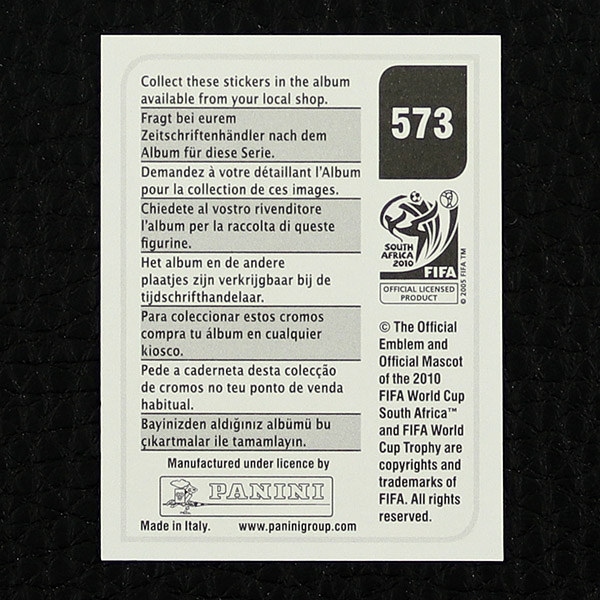 Collect these stickers in the album
available from your local shop.
Fragt bei eurem
Zeitschriftenhändler nach dem
Album für diese Serie.
Demandez à votre détaillant l'Album
pour la collection de ces images.
Chiedete al vostro rivenditore
l'album per la raccolta di queste
figurine.
Het album en de andere
plaatjes zijn verkrijgbaar bij de
tijdschrifthandelaar.
Para coleccionar estos cromos
compra tu álbum en cualquier
kiosco.
Pede a caderneta desta colecção
de cromos no teu ponto de venda
habitual.
Bayinizden aldığınız albümü bu
çıkartmalar ile tamamlayın.
Manufactured under licence by
PANINI
Made in Italy. www.paninigroup.com
573
SOUTH
AFRICA
2010
FIFA
© 2005 FIFA TM
OFFICIAL LICENSED
PRODUCT
© The Official
Emblem and
Official Mascot
of the 2010
FIFA World Cup
South Africa™
and FIFA World
Cup Trophy are
copyrights and
trademarks of
FIFA. All rights
reserved.